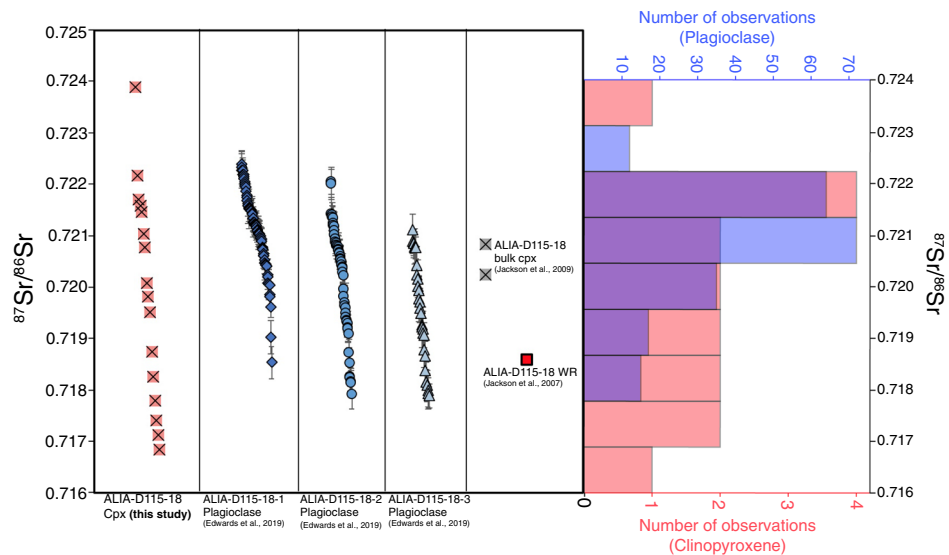 Number of observations
(Plagioclase)
10 20 30 40 50 60 70
0.725
0.724
0.723
0.722
0.721
0.720
0.719
0.718
0.717
0.716
87Sr/86Sr
ALIA-D115-18
Cpx (this study)
ALIA-D115-18-1
Plagioclase
(Edwards et al., 2019)
ALIA-D115-18-2
Plagioclase
(Edwards et al., 2019)
ALIA-D115-18-3
Plagioclase
(Edwards et al., 2019)
ALIA-D115-18
bulk cpx
(Jackson et al., 2009)
ALIA-D115-18 WR
(Jackson et al., 2007)
0.724
0.723
0.722
0.721
0.720
0.719
0.718
0.717
0.716
87Sr/86Sr
0 1 2 3 4
Number of observations
(Clinopyroxene)